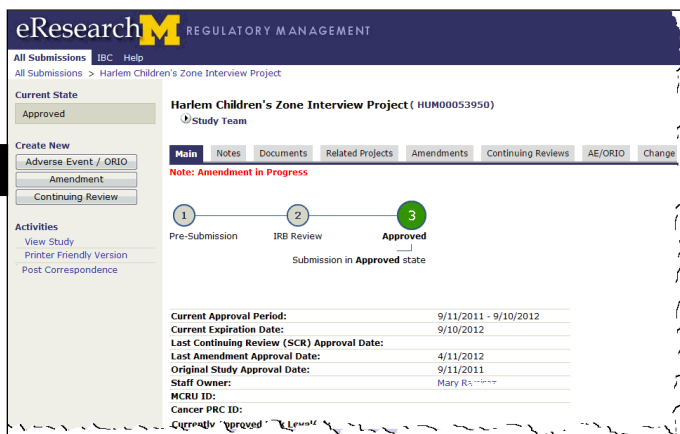 eResearch M REGULATORY MANAGEMENT
All Submissions IBC Help
All Submissions > Harlem Children's Zone Interview Project
Current State
Approved
Create New
Adverse Event / ORIO
Amendment
Continuing Review
Activities
View Study
Printer Friendly Version
Post Correspondence
Harlem Children's Zone Interview Project ( HUM00053950)
Study Team
Main Notes Documents Related Projects Amendments Continuing Reviews AE/ORIO Change
Note: Amendment in Progress
1 2 3
Pre-Submission IRB Review Approved
Submission in Approved state
Current Approval Period: 9/11/2011 - 9/10/2012
Current Expiration Date: 9/10/2012
Last Continuing Review (SCR) Approval Date:
Last Amendment Approval Date: 4/11/2012
Original Study Approval Date: 9/11/2011
Staff Owner: Mary
MCRU ID:
Cancer PRC ID:
Currently